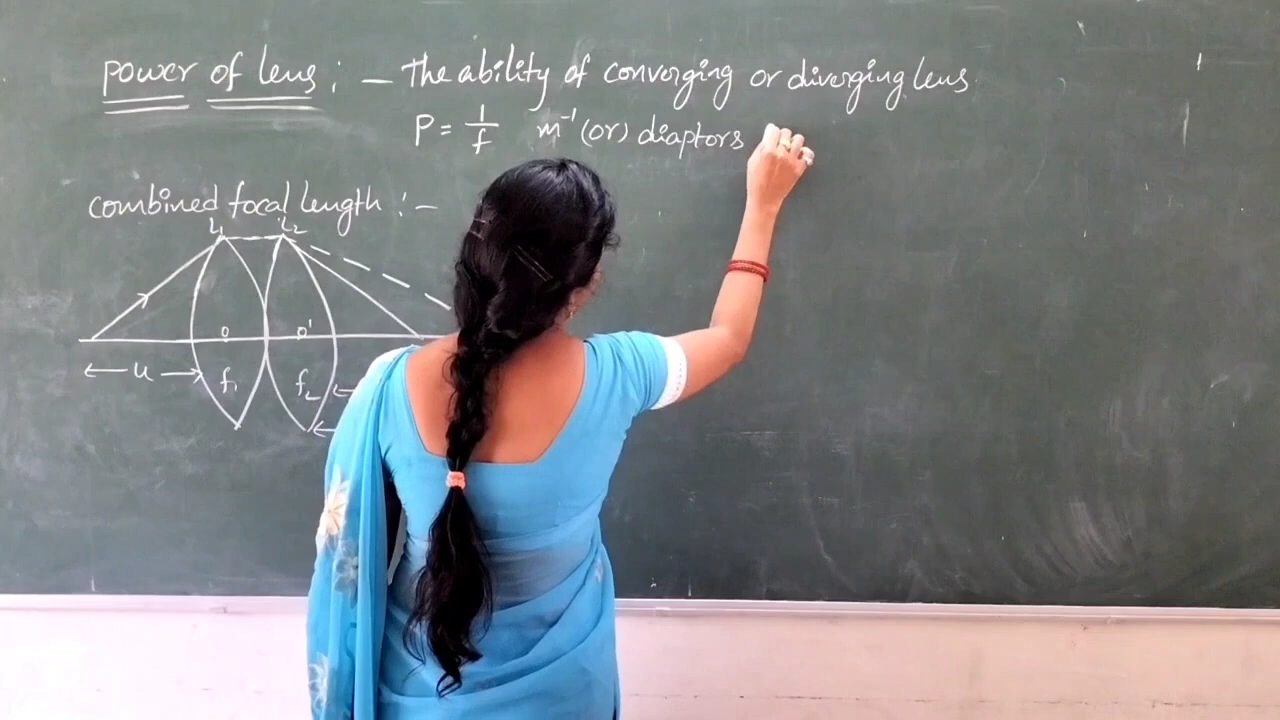 power of lens : - The ability of converging or diverging lens
P = 1/f m⁻¹ (or) diaptors
combined focal length : -
L₁ L₂
O O'
u f₁ f₂